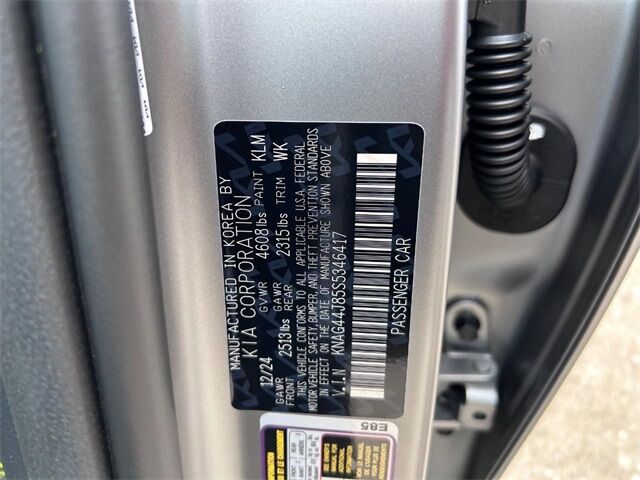 MANUFACTURED IN KOREA BY
KIA CORPORATION
12/24 GVWR 4608lbs PAINT KLM
GAWR FRONT 2513lbs GAWR REAR 2315lbs TRIM WK
THIS VEHICLE CONFORMS TO ALL APPLICABLE U.S.A. FEDERAL
MOTOR VEHICLE SAFETY, BUMPER, AND THEFT PREVENTION STANDARDS
IN EFFECT ON THE DATE OF MANUFACTURE SHOWN ABOVE
V.I.N KNAG44J85S5346417
PASSENGER CAR
E85